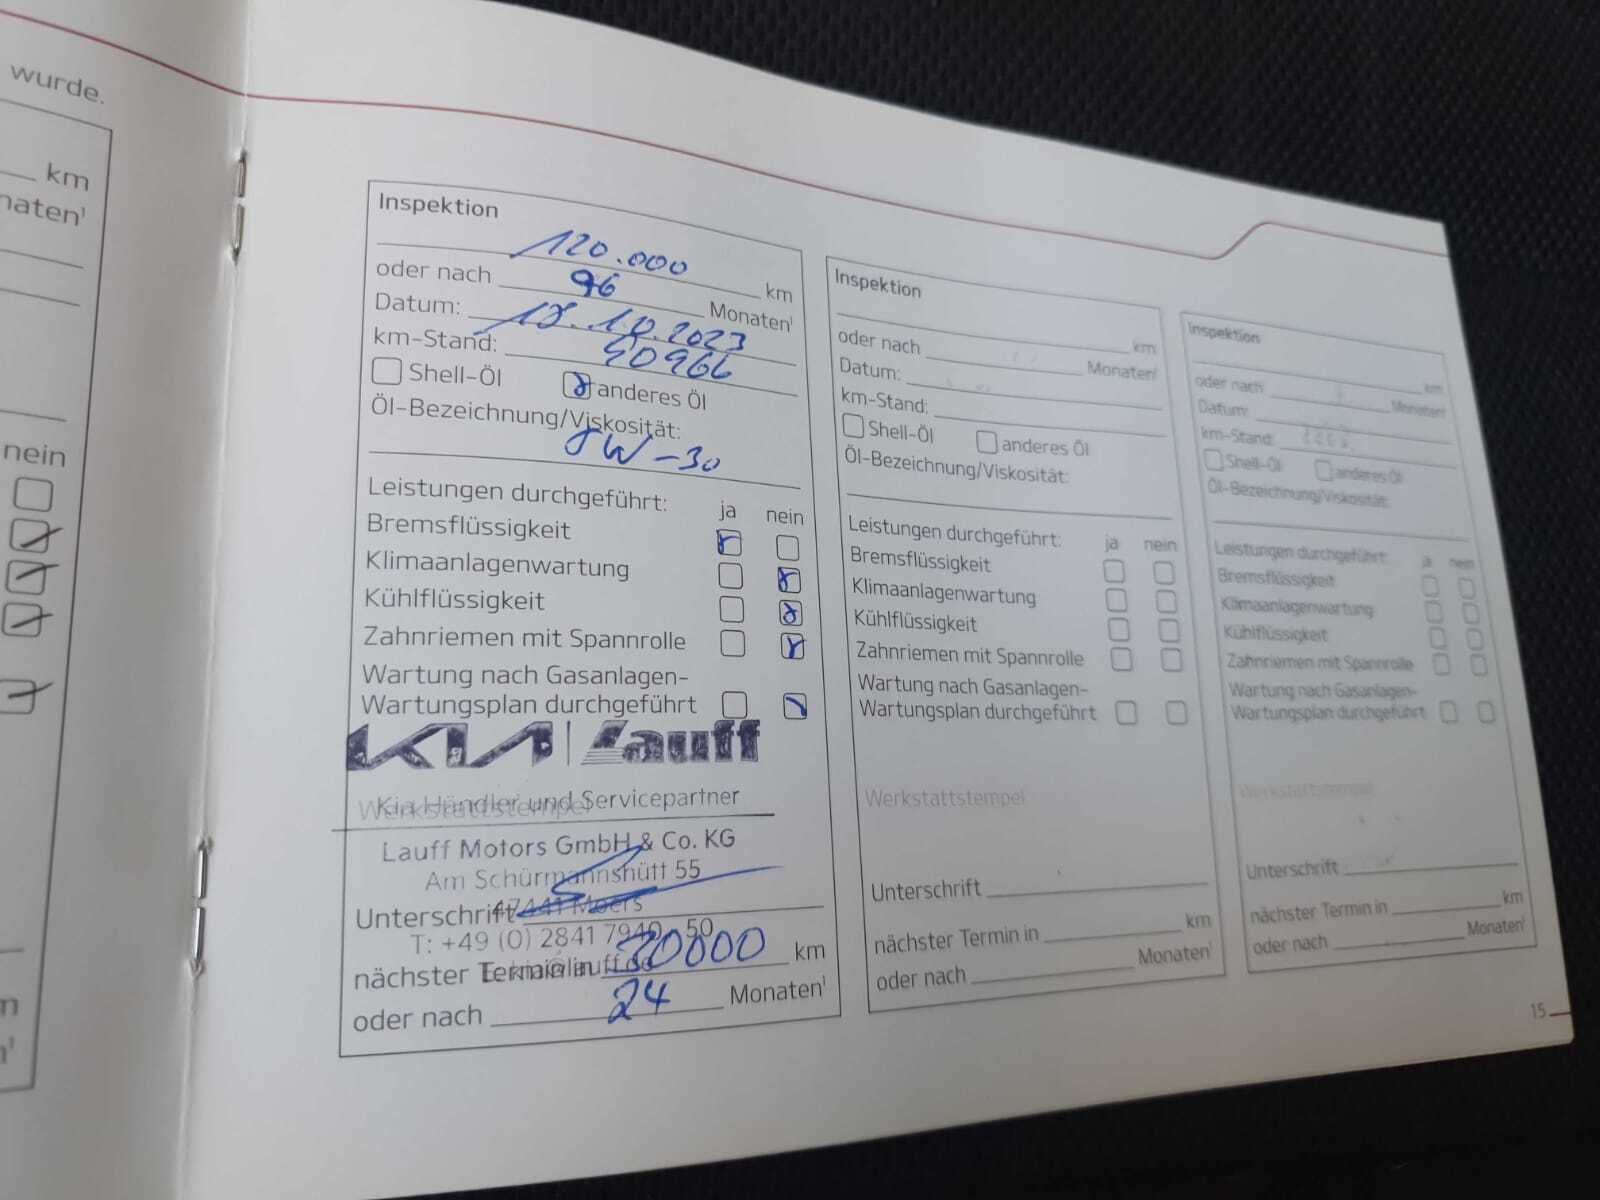 wurde.
km
naten¹
nein
n
Inspektion
120.000 km
oder nach 96 Monaten¹
Datum: 18.10.2023
km-Stand: 90966
Shell-Öl anderes Öl
Öl-Bezeichnung/Viskosität:
W-30
Leistungen durchgeführt: ja nein
Bremsflüssigkeit
Klimaanlagenwartung
Kühlflüssigkeit
Zahnriemen mit Spannrolle
Wartung nach Gasanlagen-
Wartungsplan durchgeführt
KIA Lauff
Werkstattstempel
Kia Händler und Servicepartner
Lauff Motors GmbH & Co. KG
Am Schürmannshütt 55
47441 Moers
Unterschrift
T: +49 (0) 2841 7940 - 50
nächster Termin in 30000 km
oder nach 24 Monaten¹
Inspektion
km
oder nach Monaten¹
Datum:
km-Stand:
Shell-Öl anderes Öl
Öl-Bezeichnung/Viskosität:
Leistungen durchgeführt: ja nein
Bremsflüssigkeit
Klimaanlagenwartung
Kühlflüssigkeit
Zahnriemen mit Spannrolle
Wartung nach Gasanlagen-
Wartungsplan durchgeführt
Werkstattstempel
Unterschrift
nächster Termin in km
oder nach Monaten¹
Inspektion
km
oder nach Monaten¹
Datum:
km-Stand:
Shell-Öl anderes Öl
Öl-Bezeichnung/Viskosität:
Leistungen durchgeführt: ja nein
Bremsflüssigkeit
Klimaanlagenwartung
Kühlflüssigkeit
Zahnriemen mit Spannrolle
Wartung nach Gasanlagen-
Wartungsplan durchgeführt
Werkstattstempel
Unterschrift
nächster Termin in km
oder nach Monaten¹
15